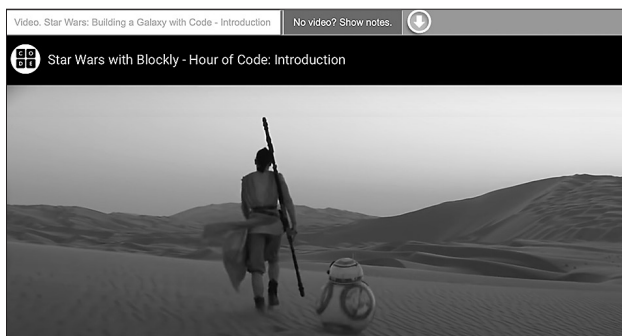 Video. Star Wars: Building a Galaxy with Code - Introduction
No video? Show notes.
C O
D E
Star Wars with Blockly - Hour of Code: Introduction